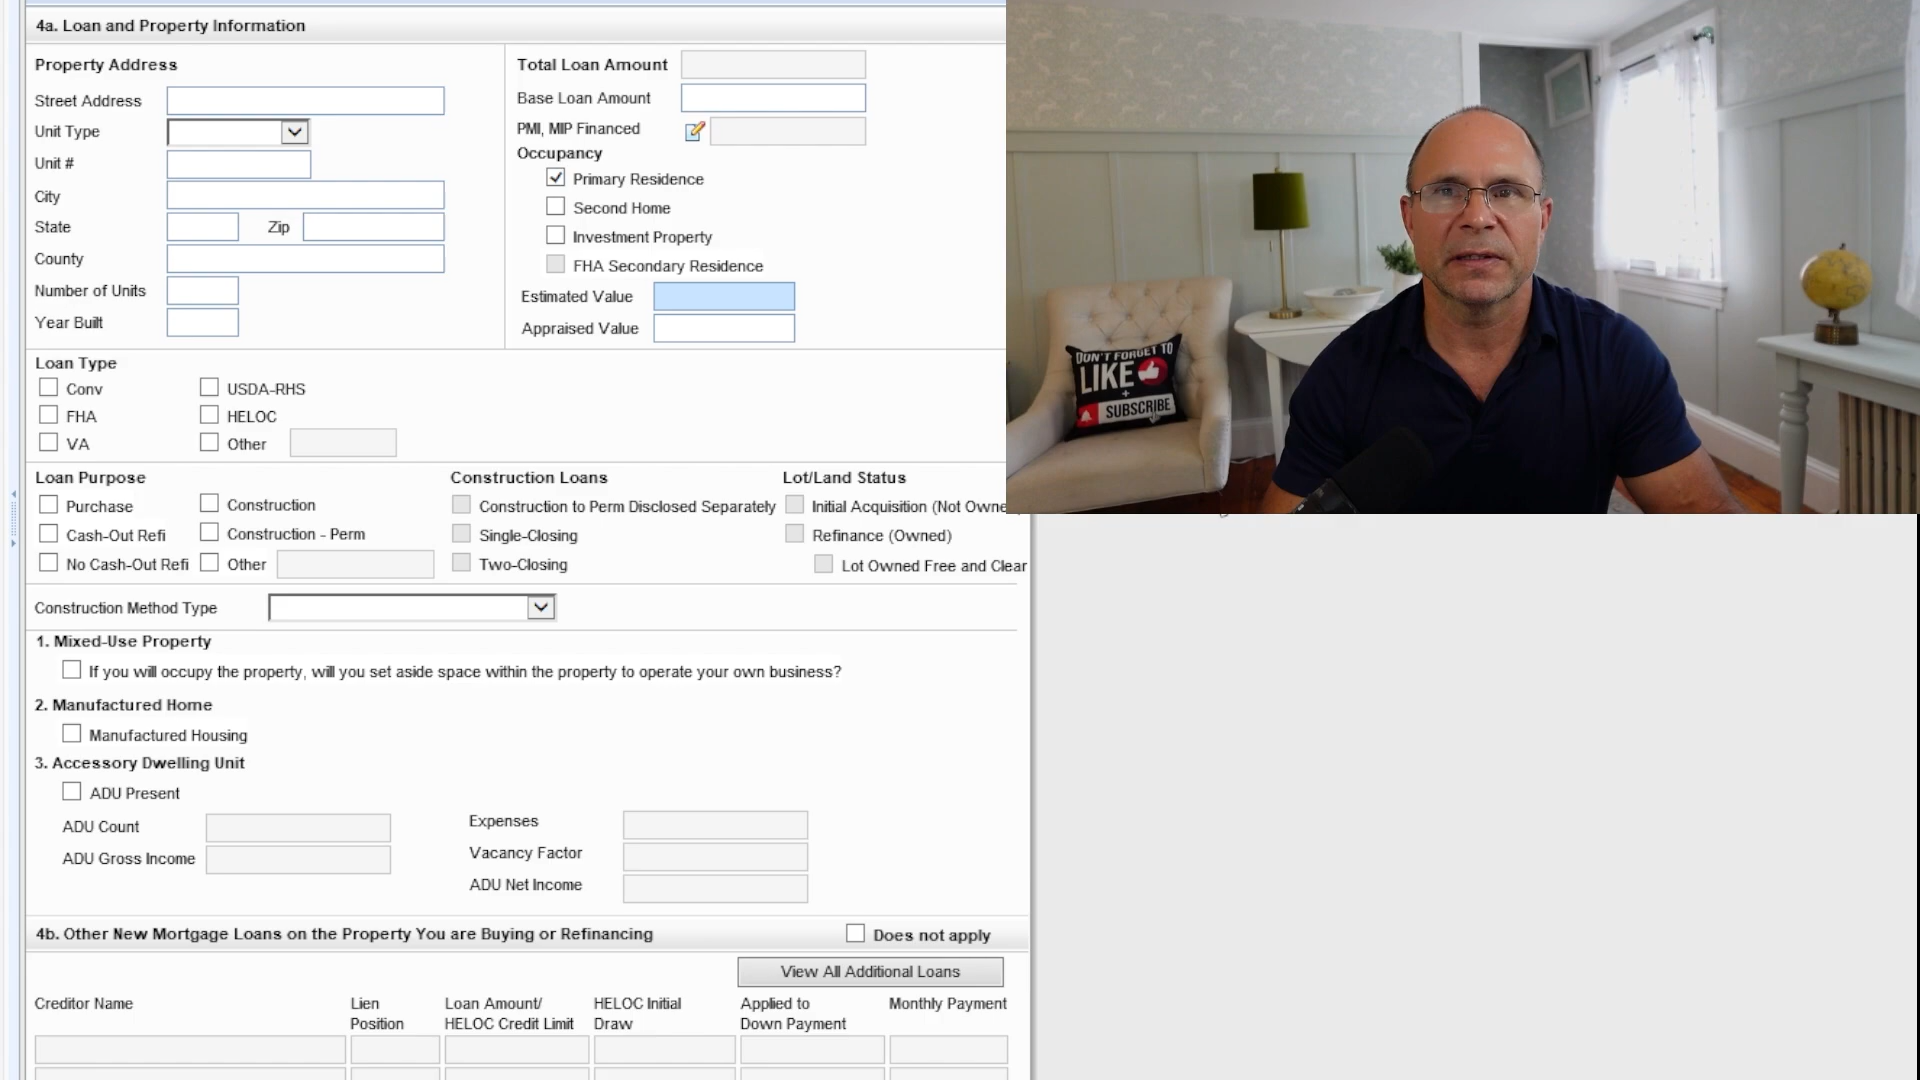 4a. Loan and Property Information
Property Address
Street Address
Unit Type
Unit #
City
State Zip
County
Number of Units
Year Built
Total Loan Amount
Base Loan Amount
PMI, MIP Financed
Occupancy
Primary Residence
Second Home
Investment Property
FHA Secondary Residence
Estimated Value
Appraised Value
Loan Type
Conv USDA-RHS
FHA HELOC
VA Other
Loan Purpose
Purchase Construction
Cash-Out Refi Construction - Perm
No Cash-Out Refi Other
Construction Loans
Construction to Perm Disclosed Separately
Single-Closing
Two-Closing
Lot/Land Status
Initial Acquisition (Not Owne
Refinance (Owned)
Lot Owned Free and Clear
Construction Method Type
1. Mixed-Use Property
If you will occupy the property, will you set aside space within the property to operate your own business?
2. Manufactured Home
Manufactured Housing
3. Accessory Dwelling Unit
ADU Present
ADU Count
ADU Gross Income
Expenses
Vacancy Factor
ADU Net Income
4b. Other New Mortgage Loans on the Property You are Buying or Refinancing Does not apply
View All Additional Loans
Creditor Name
Lien
Position
Loan Amount/
HELOC Credit Limit
HELOC Initial
Draw
Applied to
Down Payment
Monthly Payment
DON'T FORGET TO
LIKE
+
SUBSCRIBE